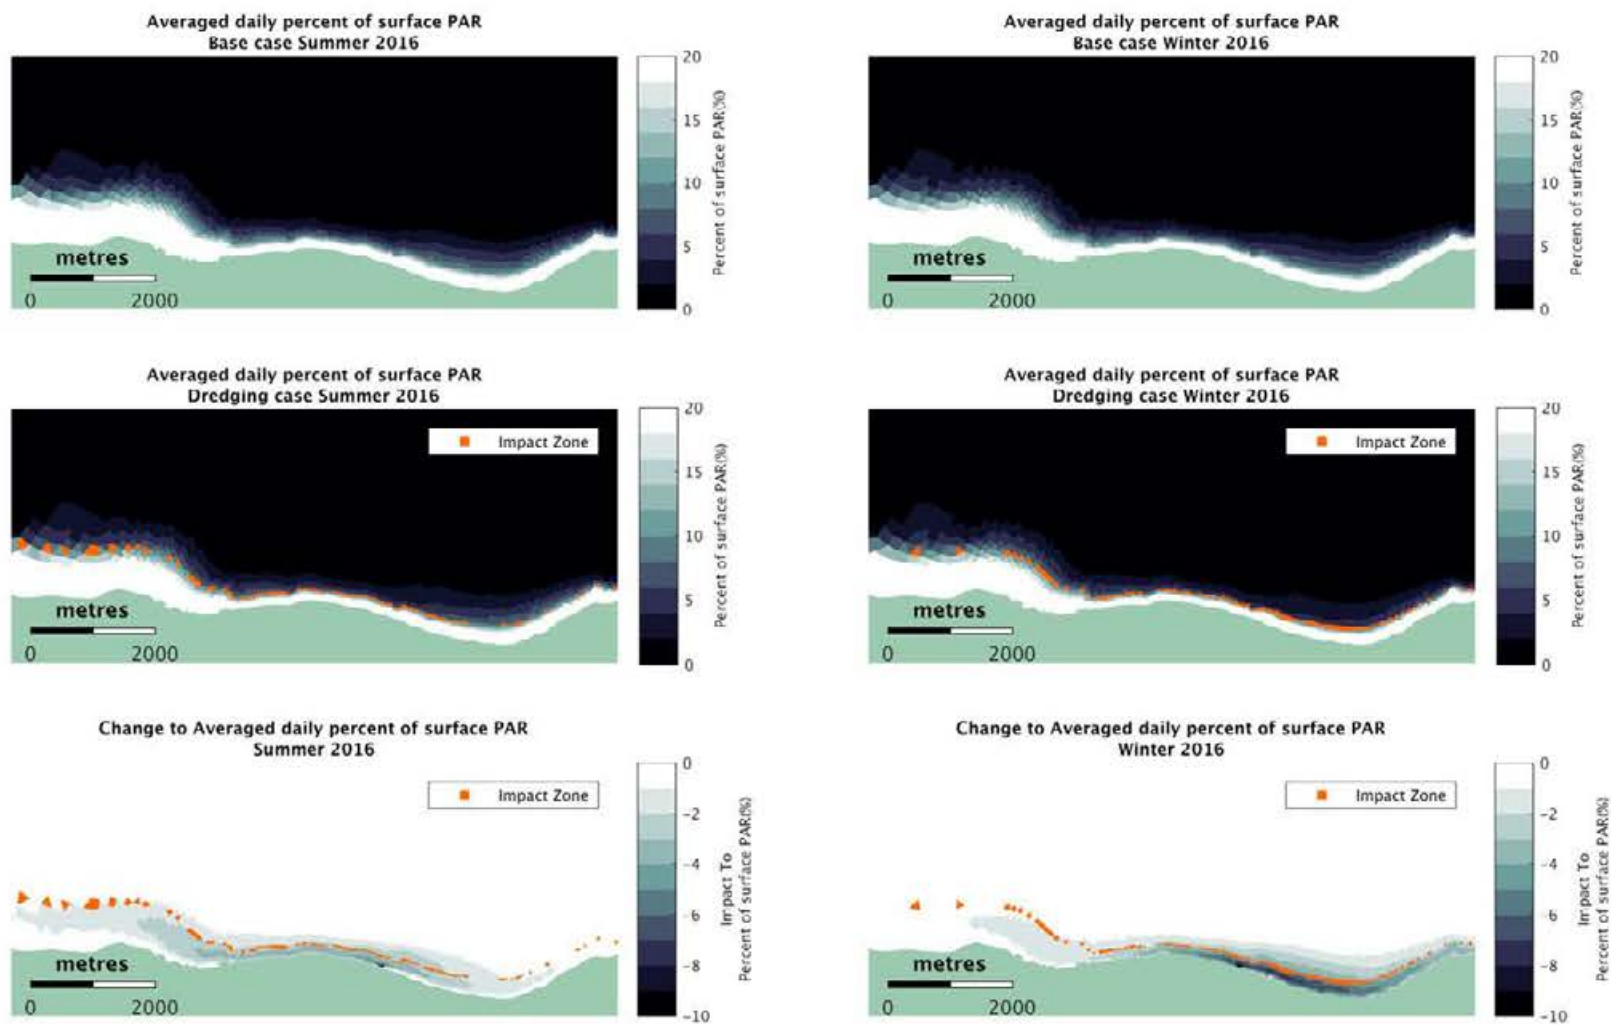 Averaged daily percent of surface PAR
Base case Summer 2016
20
15
10
5
0
Percent of surface PAR(%)
metres
0 2000
Averaged daily percent of surface PAR
Base case Winter 2016
20
15
10
5
0
Percent of surface PAR(%)
metres
0 2000
Averaged daily percent of surface PAR
Dredging case Summer 2016
Impact Zone
20
15
10
5
0
Percent of surface PAR(%)
metres
0 2000
Averaged daily percent of surface PAR
Dredging case Winter 2016
Impact Zone
20
15
10
5
0
Percent of surface PAR(%)
metres
0 2000
Change to Averaged daily percent of surface PAR
Summer 2016
Impact Zone
0
-2
-4
-6
-8
-10
Impact To
Percent of surface PAR(%)
metres
0 2000
Change to Averaged daily percent of surface PAR
Winter 2016
Impact Zone
0
-2
-4
-6
-8
-10
Impact To
Percent of surface PAR(%)
metres
0 2000